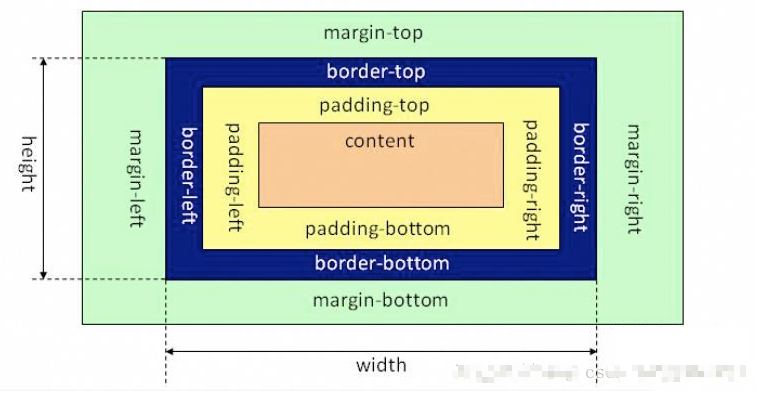 margin-top
border-top
padding-top
content
height
margin-left
border-left
padding-left
padding-right
border-right
margin-right
padding-bottom
border-bottom
margin-bottom
width